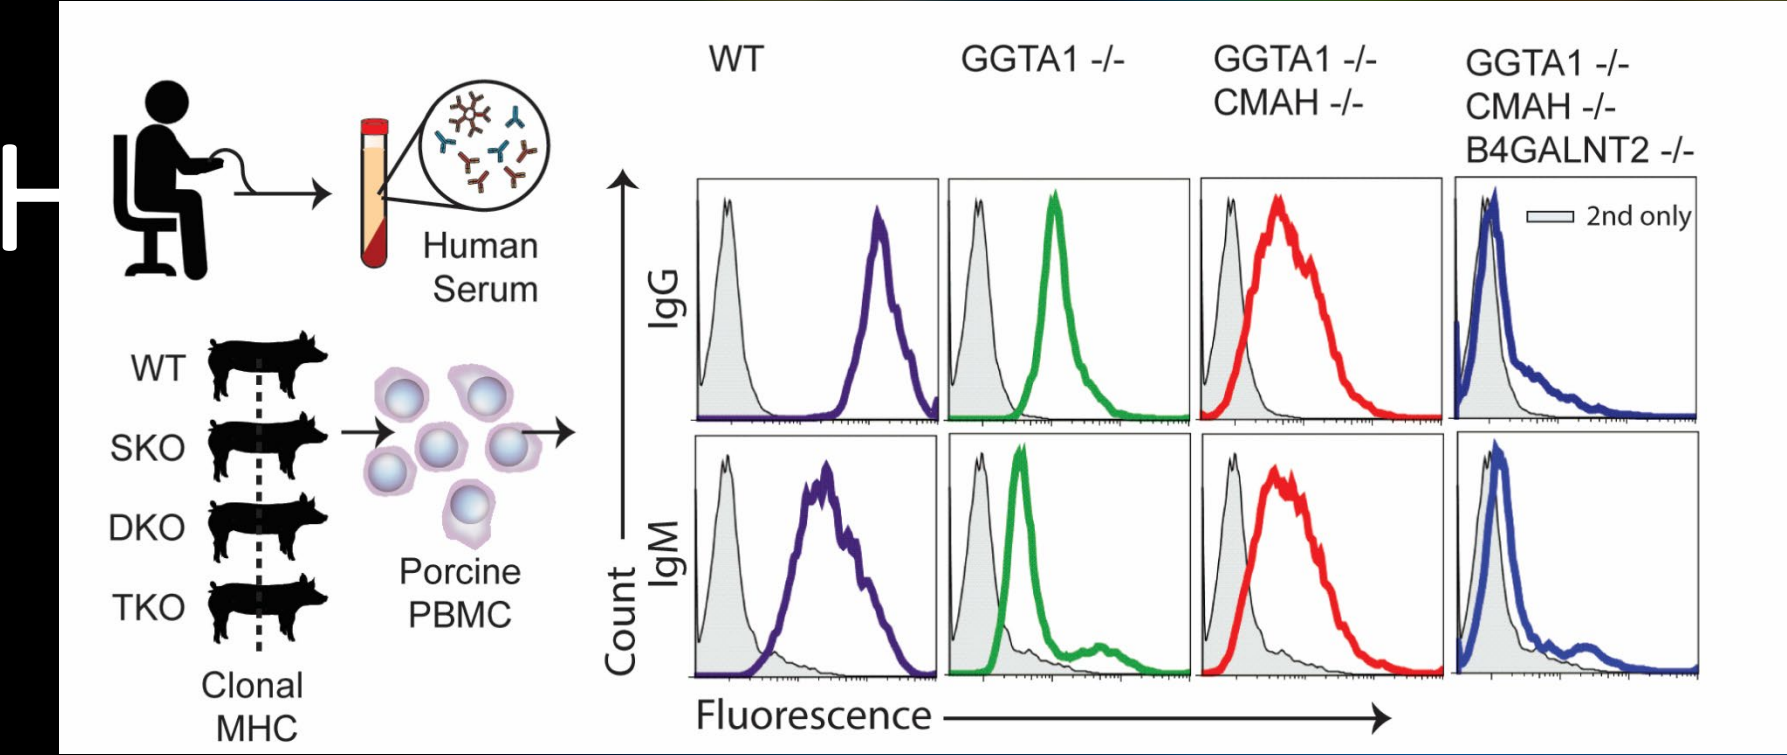 WT
GGTA1 -/-
GGTA1 -/-
CMAH -/-
GGTA1 -/-
CMAH -/-
B4GALNT2 -/-
Human
Serum
WT
SKO
DKO
TKO
Clonal
MHC
Porcine
PBMC
IgG
2nd only
IgM
Count
Fluorescence